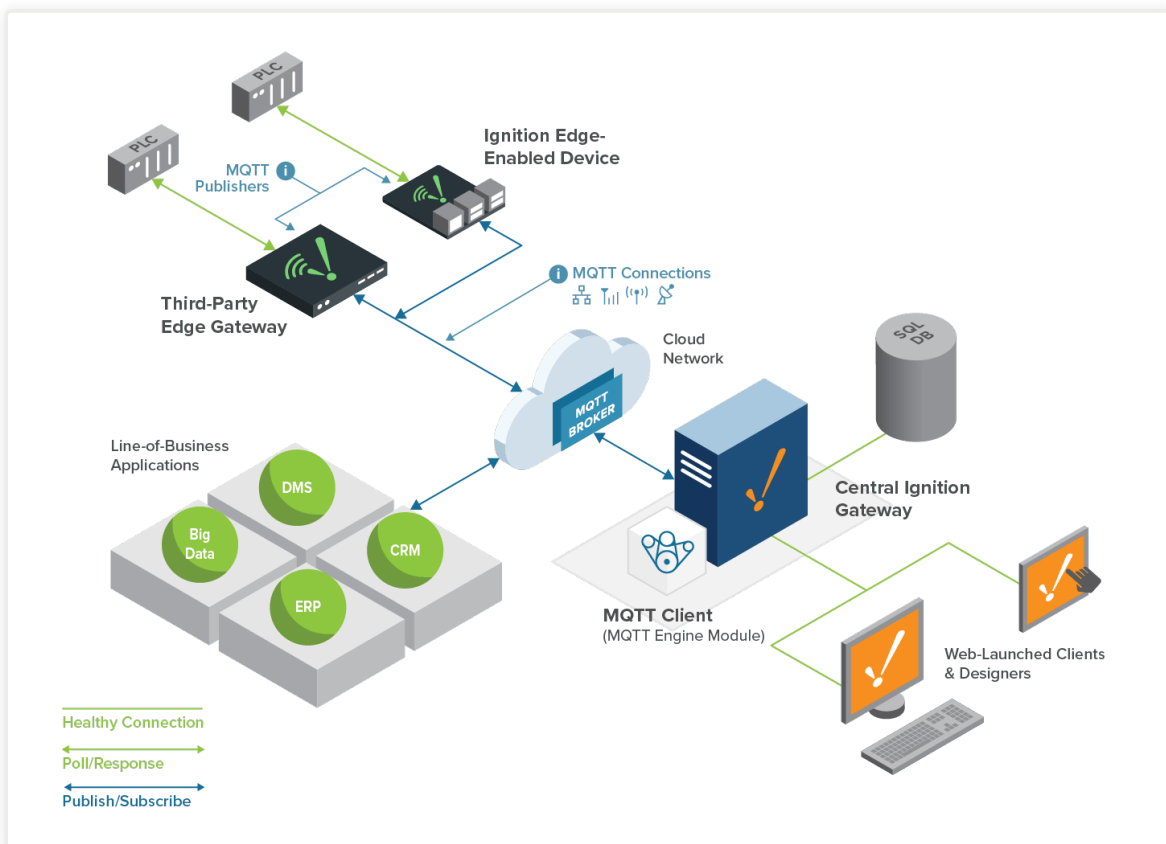 PLC
PLC
Ignition Edge-
Enabled Device
MQTT
Publishers
i
i
MQTT Connections
Third-Party
Edge Gateway
Cloud
Network
SQL
DB
MQTT
BROKER
Line-of-Business
Applications
DMS
Big
Data
CRM
ERP
Central Ignition
Gateway
MQTT Client
(MQTT Engine Module)
Web-Launched Clients
& Designers
Healthy Connection
Poll/Response
Publish/Subscribe